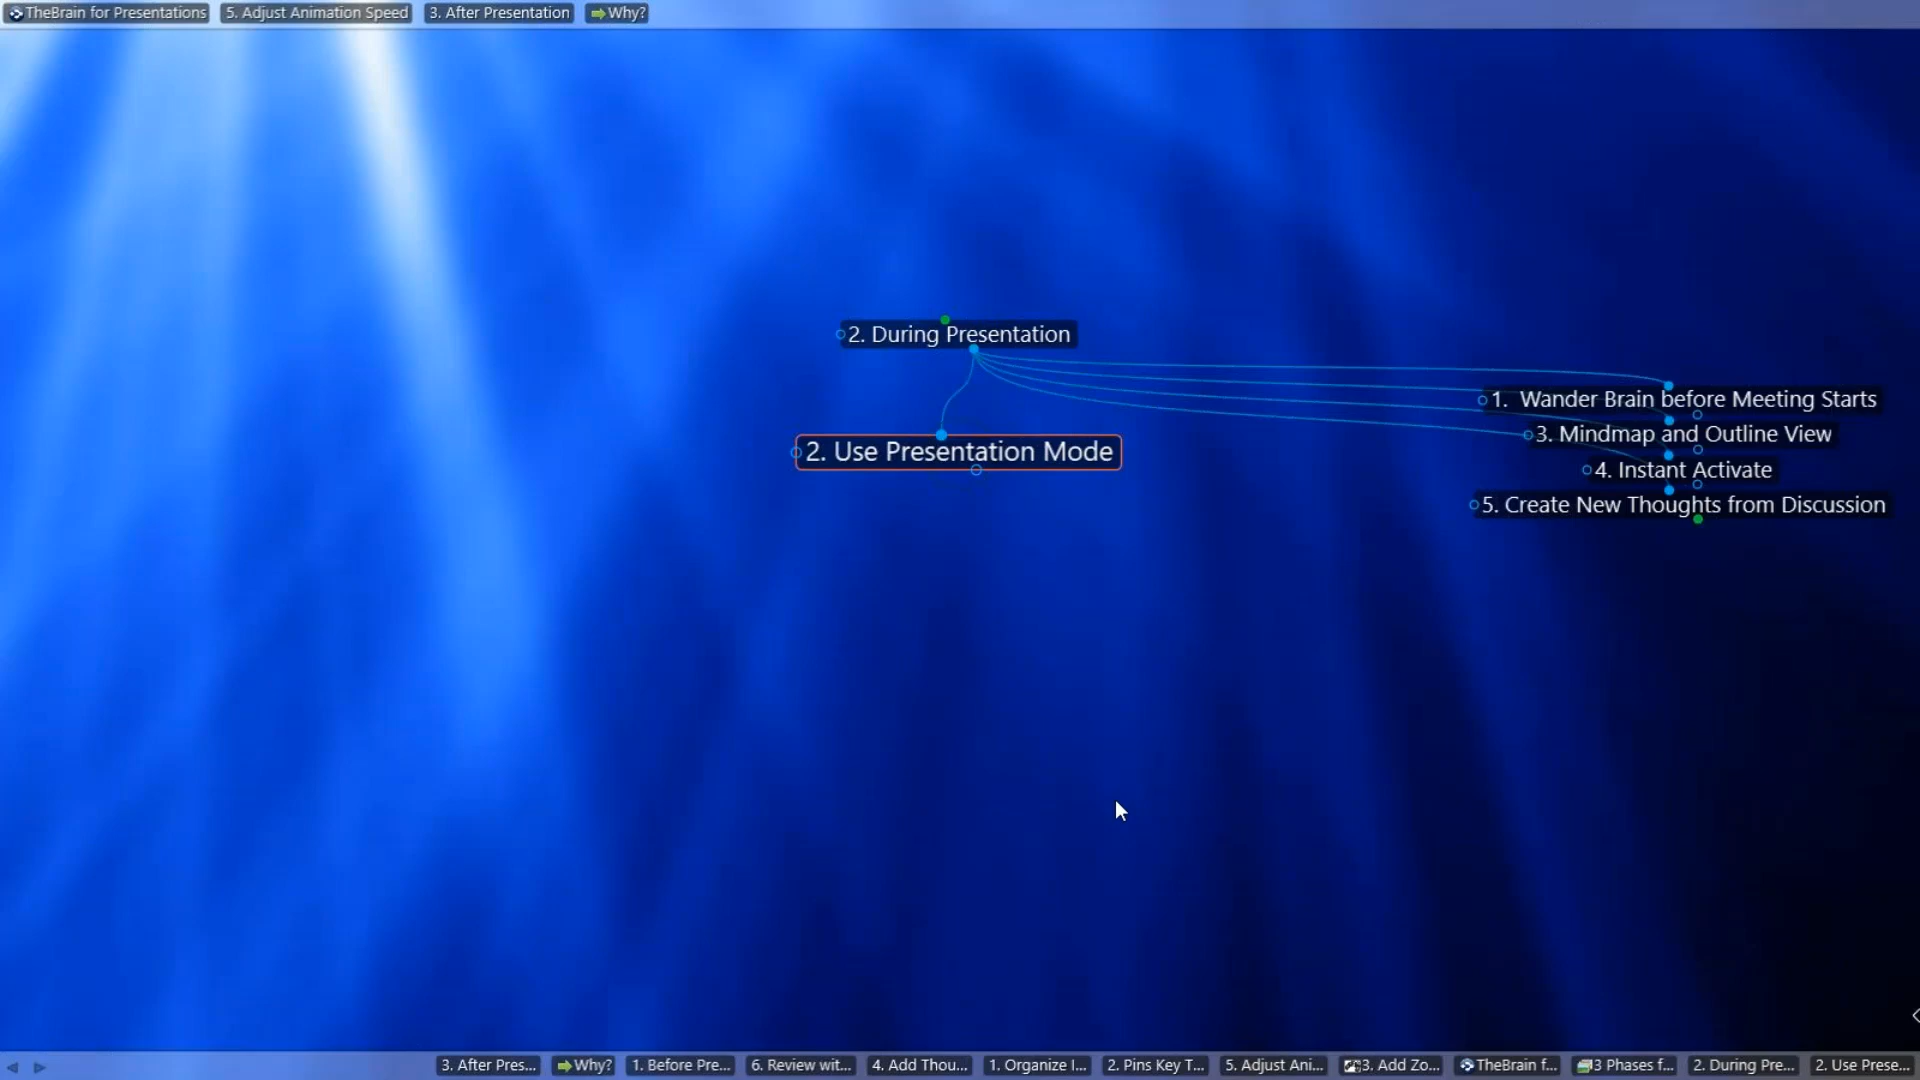 TheBrain for Presentations
5. Adjust Animation Speed
3. After Presentation
Why?
2. During Presentation
1. Wander Brain before Meeting Starts
3. Mindmap and Outline View
2. Use Presentation Mode
4. Instant Activate
5. Create New Thoughts from Discussion
3. After Pres...
Why?
1. Before Pre...
6. Review wit...
4. Add Thou...
1. Organize I...
2. Pins Key T...
5. Adjust Ani...
3. Add Zo...
TheBrain f...
3 Phases f...
2. During Pre...
2. Use Prese...